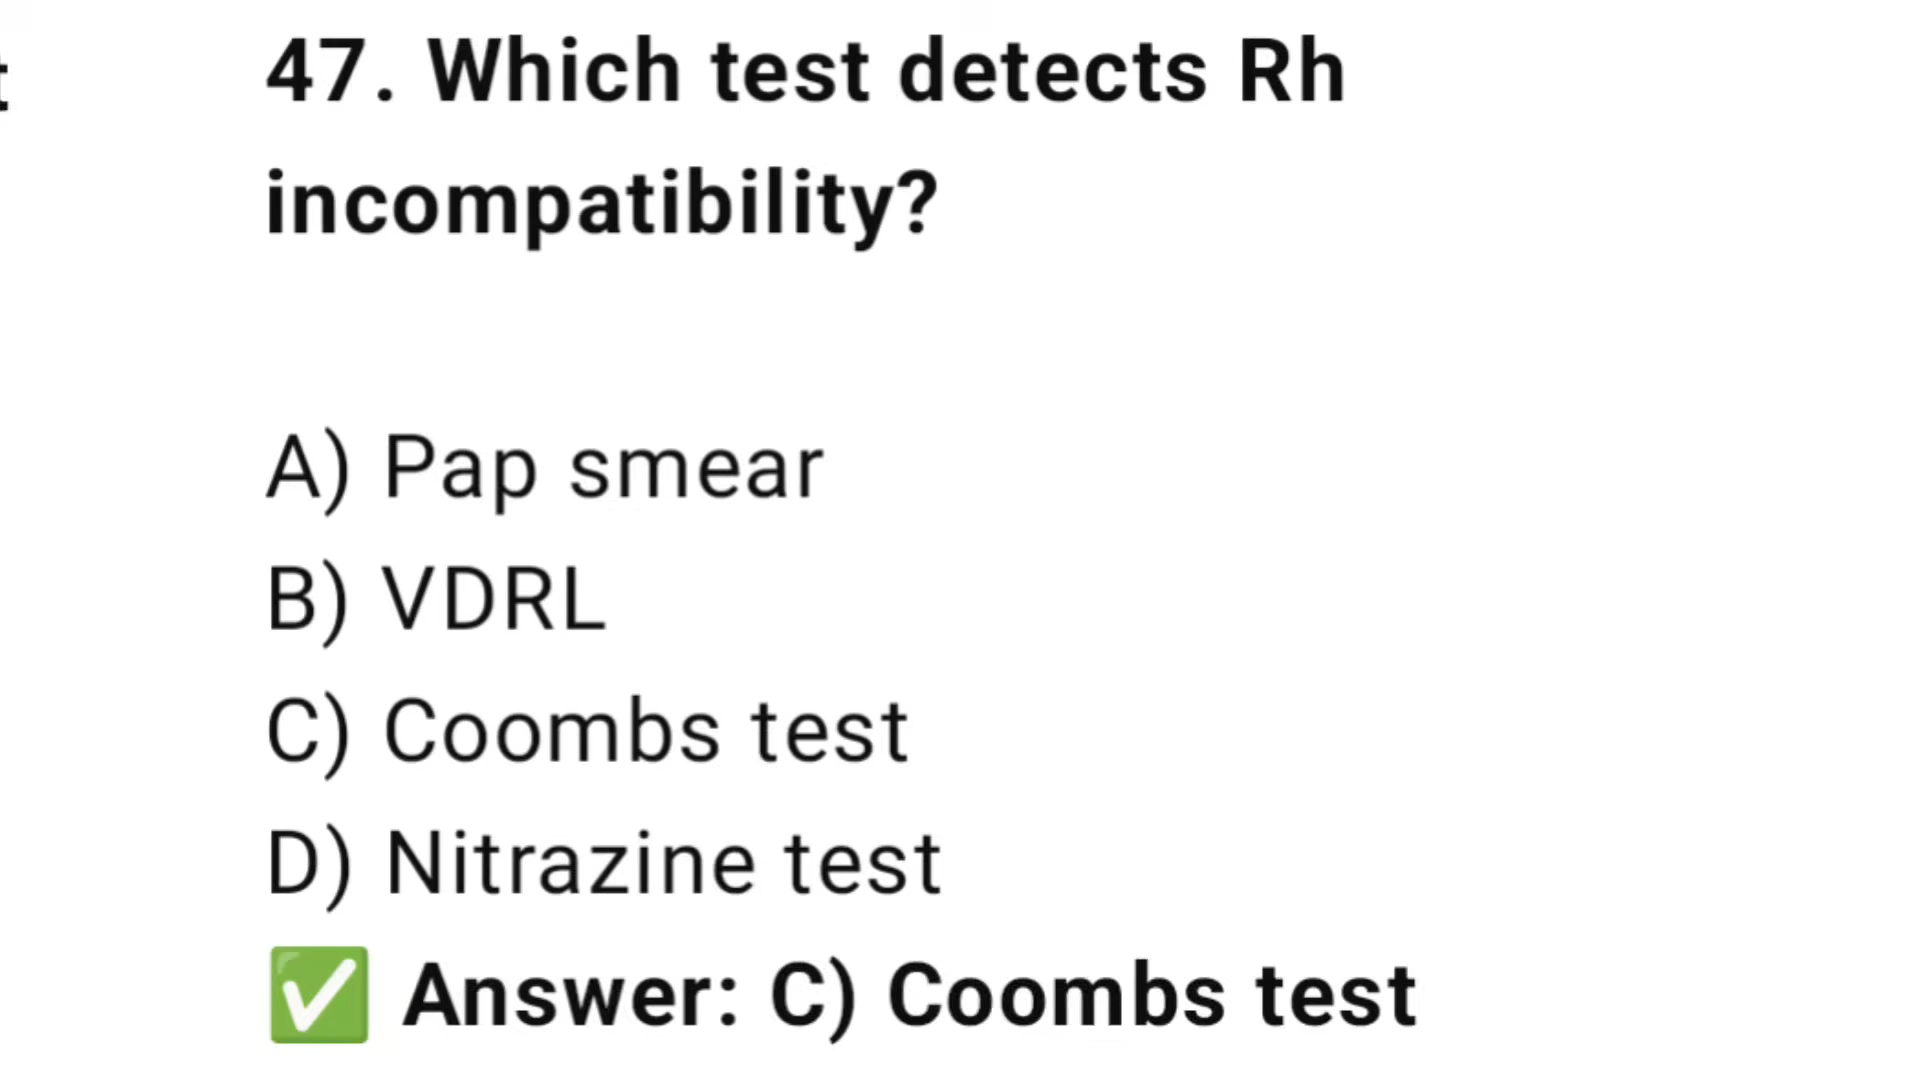 47. Which test detects Rh
incompatibility?
A) Pap smear
B) VDRL
C) Coombs test
D) Nitrazine test
✅ Answer: C) Coombs test